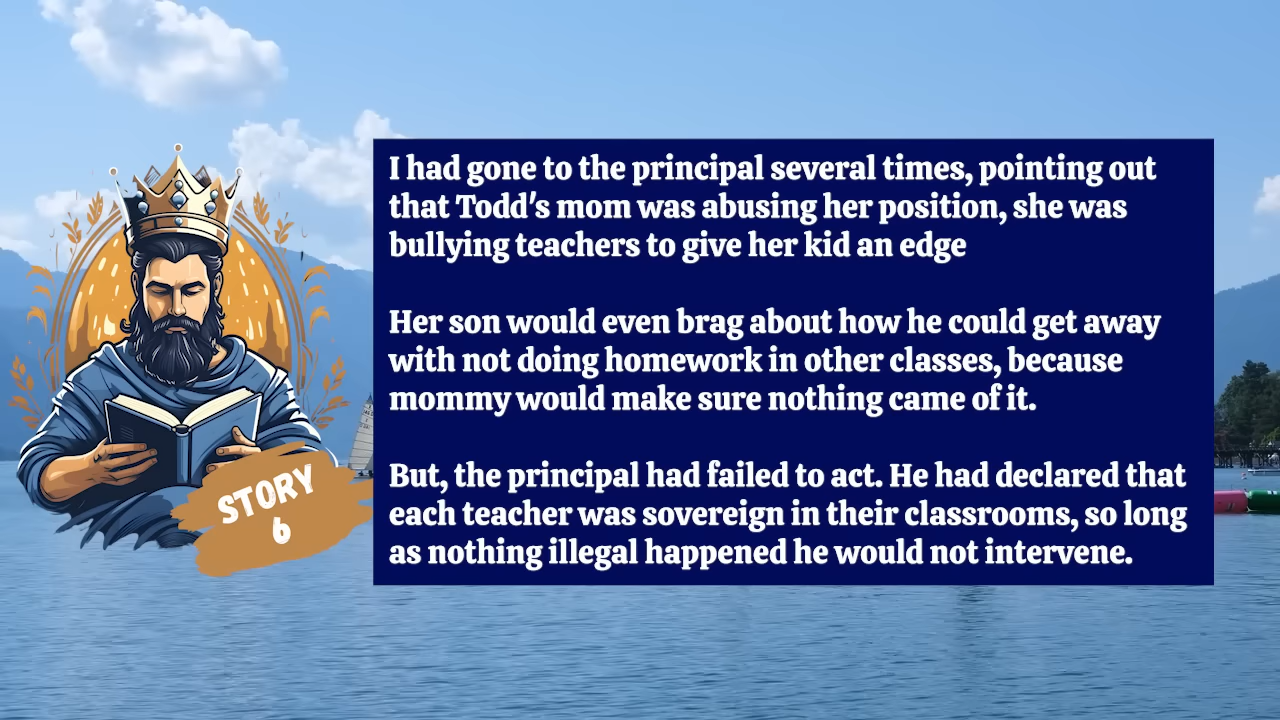 I had gone to the principal several times, pointing out
that Todd's mom was abusing her position, she was
bullying teachers to give her kid an edge
Her son would even brag about how he could get away
with not doing homework in other classes, because
mommy would make sure nothing came of it.
But, the principal had failed to act. He had declared that
each teacher was sovereign in their classrooms, so long
as nothing illegal happened he would not intervene.
STORY
6